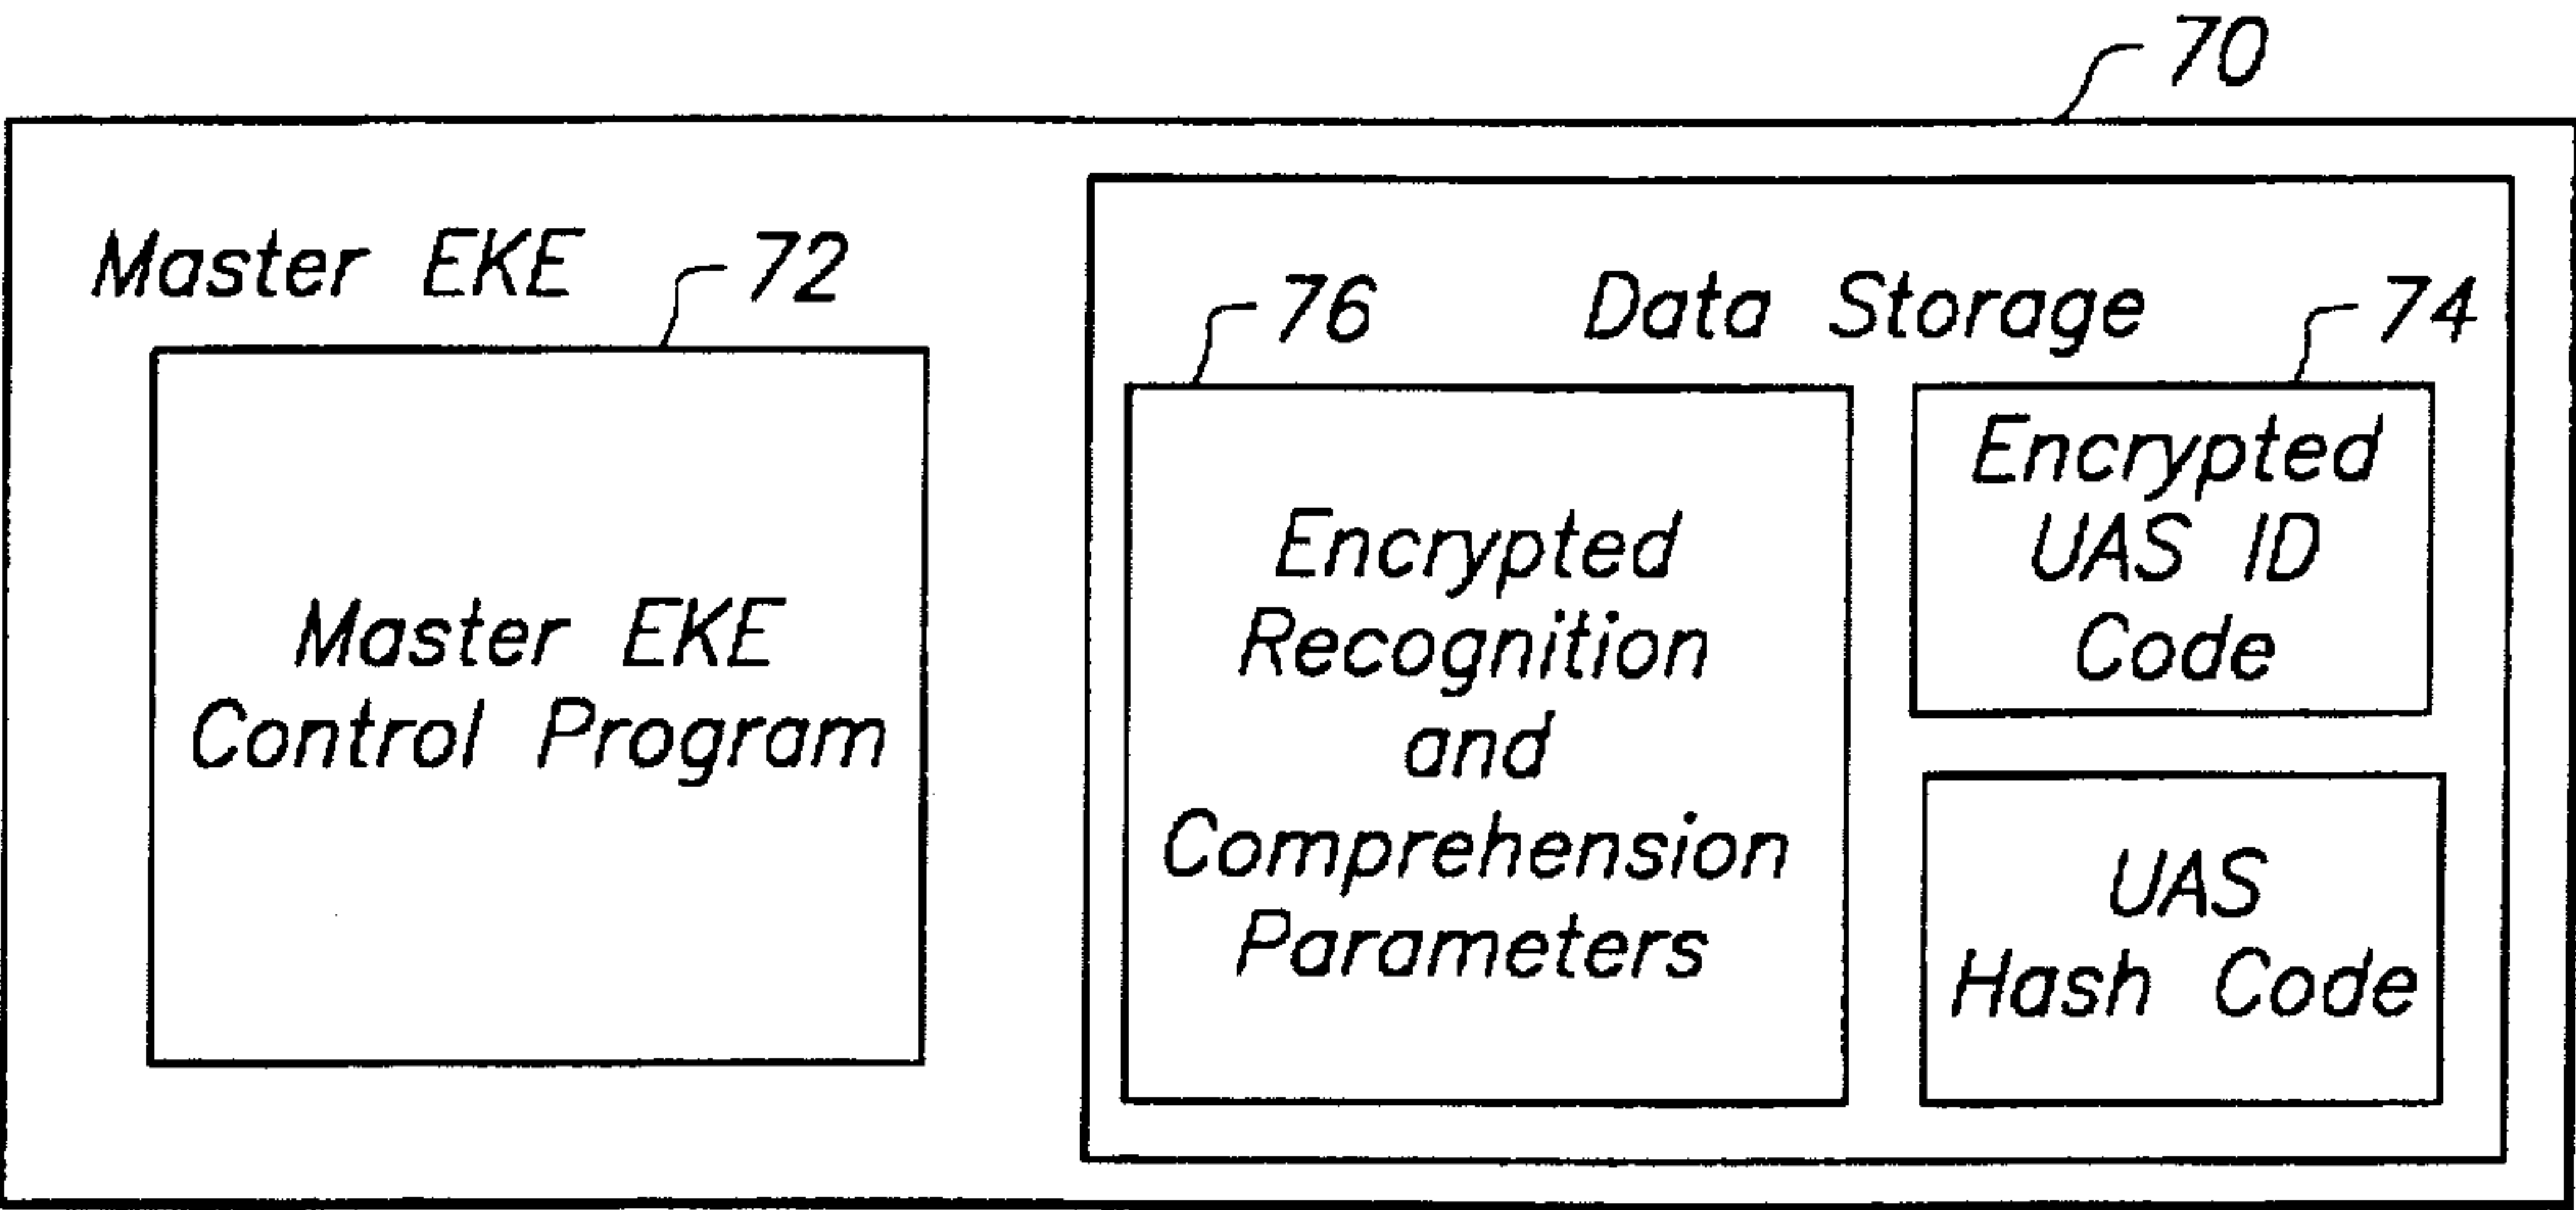 70
Master EKE
72
Master EKE
Control Program
Data Storage
76
Encrypted
Recognition
and
Comprehension
Parameters
74
Encrypted
UAS ID
Code
UAS
Hash Code